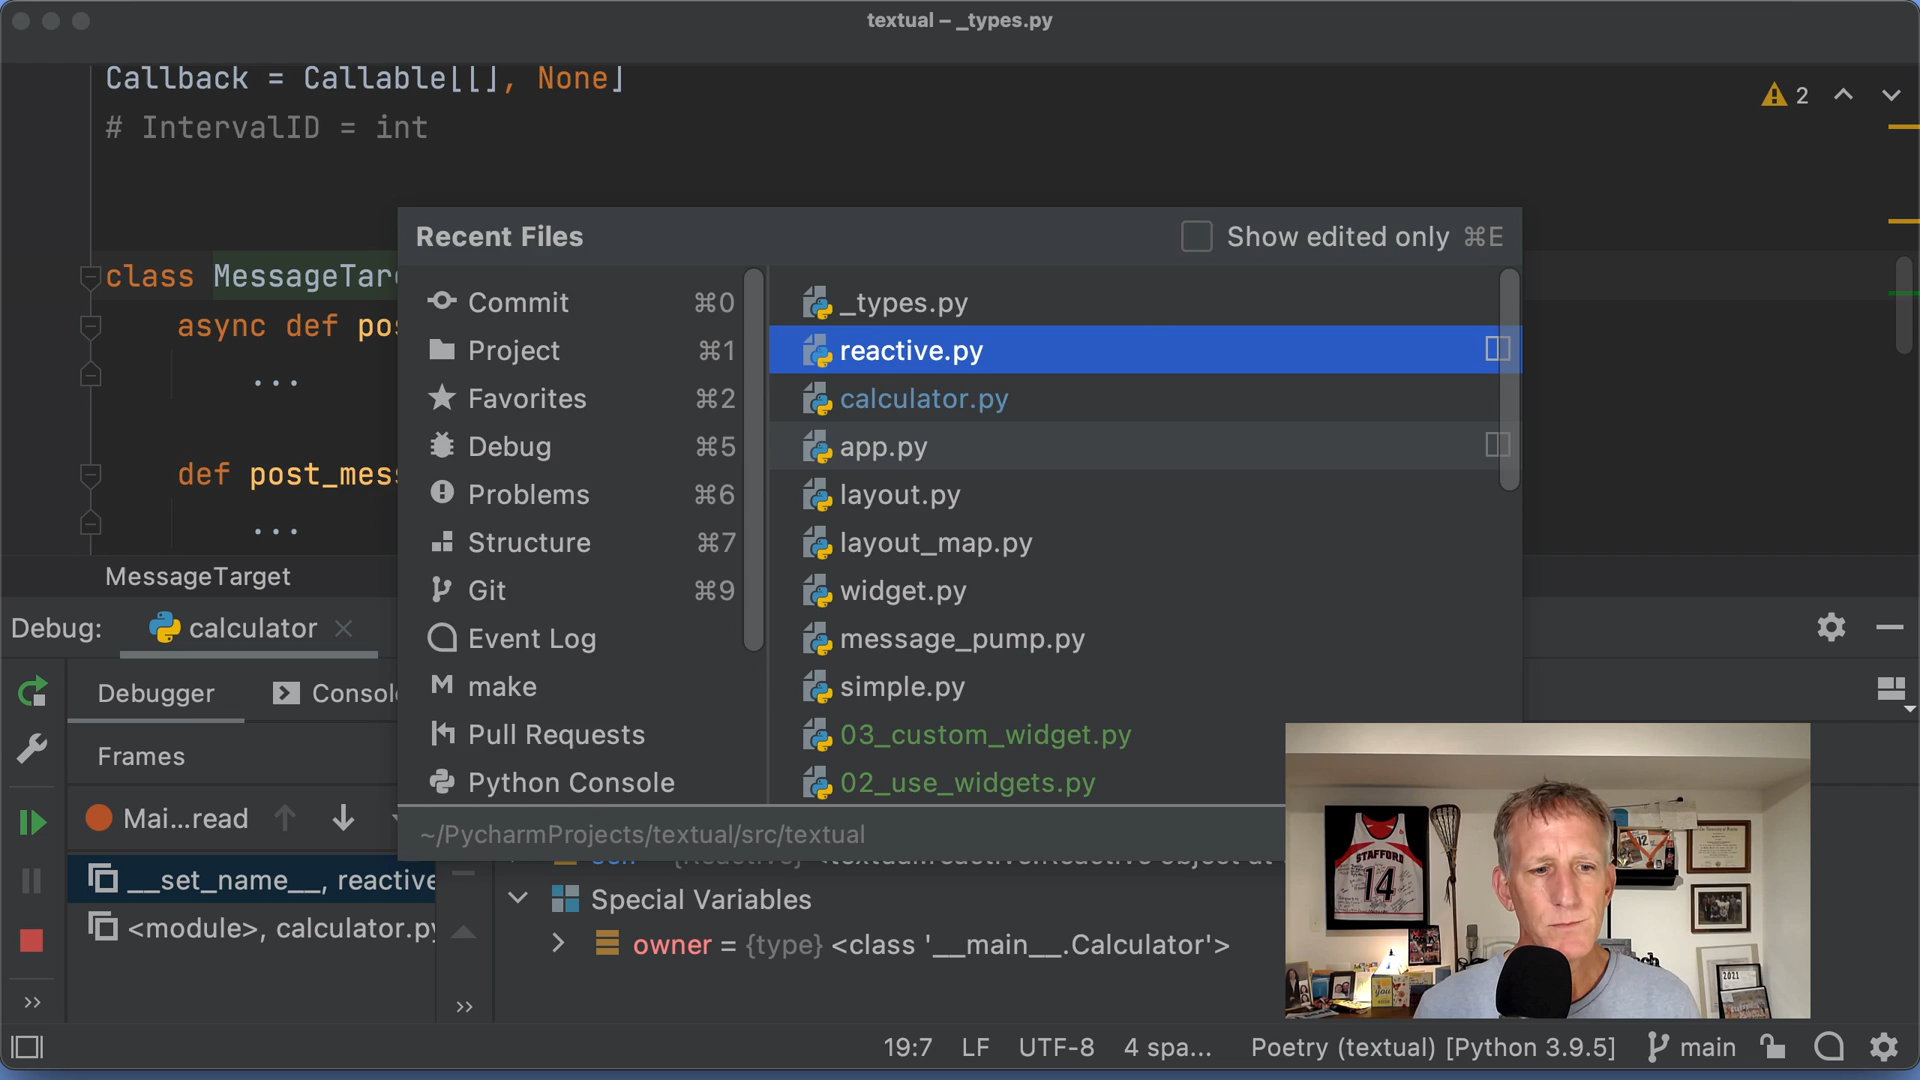 textual – _types.py
Callback = Callable[[], None]
# IntervalID = int
2
class MessageTar
async def pos
...
def post_mess
...
MessageTarget
Recent Files
Show edited only ⌘E
Commit ⌘0
Project ⌘1
Favorites ⌘2
Debug ⌘5
Problems ⌘6
Structure ⌘7
Git ⌘9
Event Log
make
Pull Requests
Python Console
_types.py
reactive.py
calculator.py
app.py
layout.py
layout_map.py
widget.py
message_pump.py
simple.py
03_custom_widget.py
02_use_widgets.py
~/PycharmProjects/textual/src/textual
Debug: calculator
Debugger
Consol
Frames
Mai...read
__set_name__, reactive
<module>, calculator.py
Special Variables
owner = {type} <class '__main__.Calculator'>
STAFFORD
14
2021
19:7 LF UTF-8 4 spa... Poetry (textual) [Python 3.9.5] main